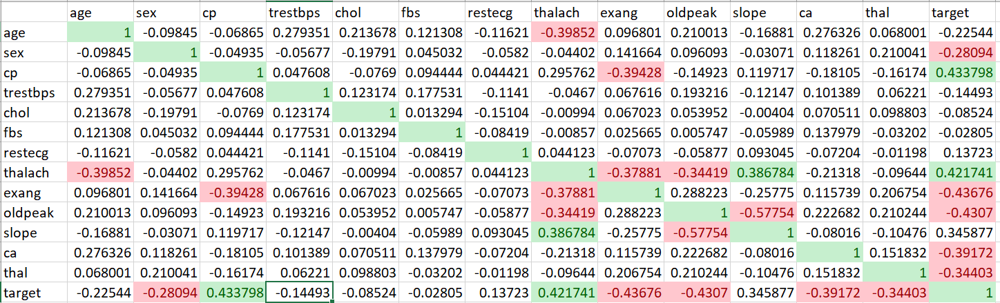 age sex cp trestbps chol fbs restecg thalach exang oldpeak slope ca thal target
age 1 -0.09845 -0.06865 0.279351 0.213678 0.121308 -0.11621 -0.39852 0.096801 0.210013 -0.16881 0.276326 0.068001 -0.22544
sex -0.09845 1 -0.04935 -0.05677 -0.19791 0.045032 -0.0582 -0.04402 0.141664 0.096093 -0.03071 0.118261 0.210041 -0.28094
cp -0.06865 -0.04935 1 0.047608 -0.0769 0.094444 0.044421 0.295762 -0.39428 -0.14923 0.119717 -0.18105 -0.16174 0.433798
trestbps 0.279351 -0.05677 0.047608 1 0.123174 0.177531 -0.1141 -0.0467 0.067616 0.193216 -0.12147 0.101389 0.06221 -0.14493
chol 0.213678 -0.19791 -0.0769 0.123174 1 0.013294 -0.15104 -0.00994 0.067023 0.053952 -0.00404 0.070511 0.098803 -0.08524
fbs 0.121308 0.045032 0.094444 0.177531 0.013294 1 -0.08419 -0.00857 0.025665 0.005747 -0.05989 0.137979 -0.03202 -0.02805
restecg -0.11621 -0.0582 0.044421 -0.1141 -0.15104 -0.08419 1 0.044123 -0.07073 -0.05877 0.093045 -0.07204 -0.01198 0.13723
thalach -0.39852 -0.04402 0.295762 -0.0467 -0.00994 -0.00857 0.044123 1 -0.37881 -0.34419 0.386784 -0.21318 -0.09644 0.421741
exang 0.096801 0.141664 -0.39428 0.067616 0.067023 0.025665 -0.07073 -0.37881 1 0.288223 -0.25775 0.115739 0.206754 -0.43676
oldpeak 0.210013 0.096093 -0.14923 0.193216 0.053952 0.005747 -0.05877 -0.34419 0.288223 1 -0.57754 0.222682 0.210244 -0.4307
slope -0.16881 -0.03071 0.119717 -0.12147 -0.00404 -0.05989 0.093045 0.386784 -0.25775 -0.57754 1 -0.08016 -0.10476 0.345877
ca 0.276326 0.118261 -0.18105 0.101389 0.070511 0.137979 -0.07204 -0.21318 0.115739 0.222682 -0.08016 1 0.151832 -0.39172
thal 0.068001 0.210041 -0.16174 0.06221 0.098803 -0.03202 -0.01198 -0.09644 0.206754 0.210244 -0.10476 0.151832 1 -0.34403
target -0.22544 -0.28094 0.433798 -0.14493 -0.08524 -0.02805 0.13723 0.421741 -0.43676 -0.4307 0.345877 -0.39172 -0.34403 1